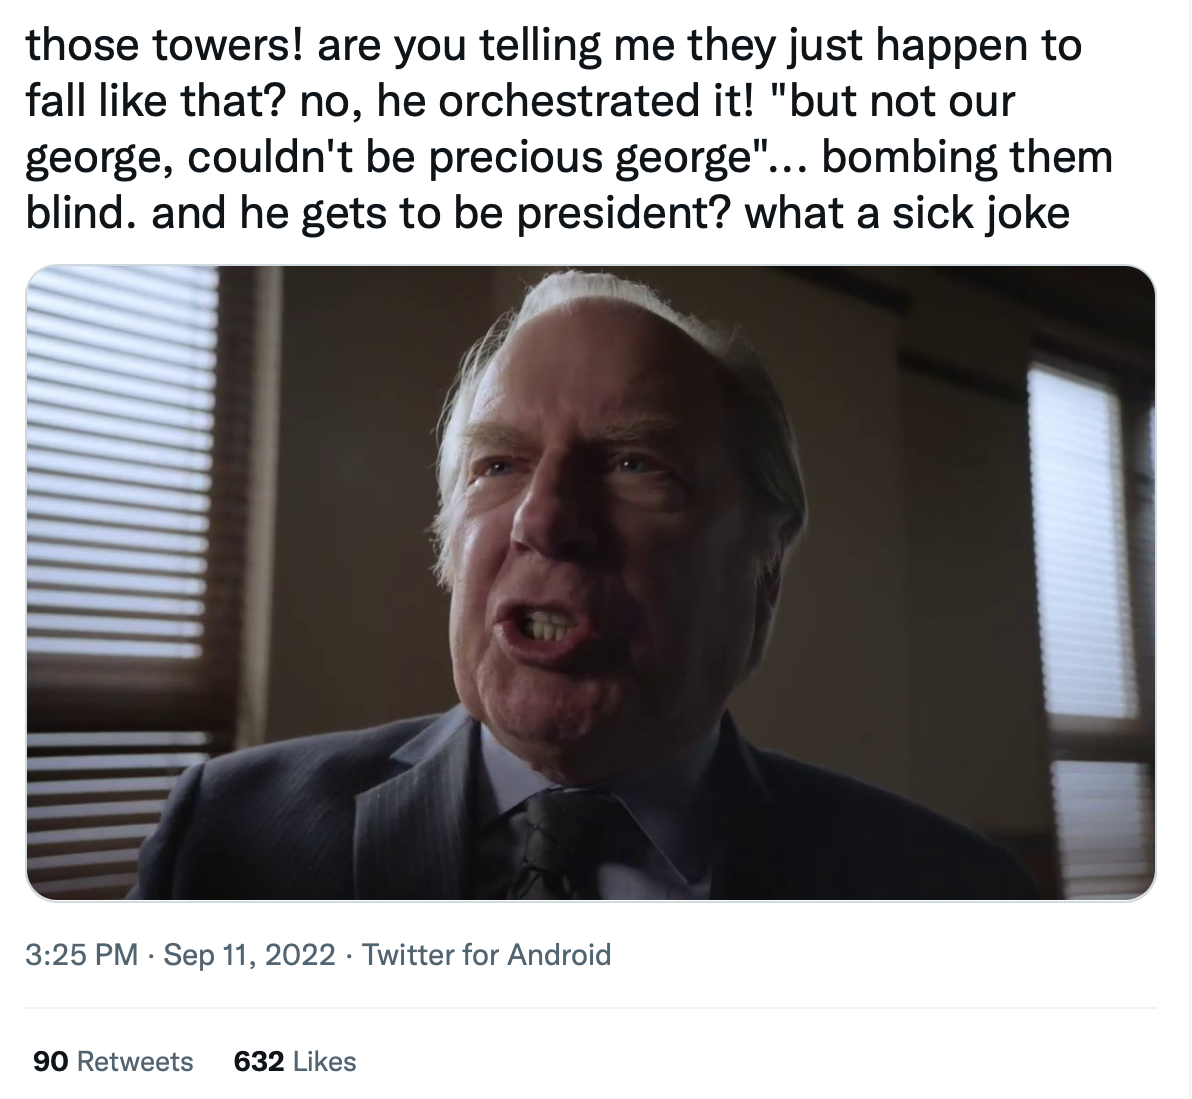 those towers! are you telling me they just happen to
fall like that? no, he orchestrated it! "but not our
george, couldn't be precious george"... bombing them
blind. and he gets to be president? what a sick joke
3:25 PM · Sep 11, 2022 · Twitter for Android
90 Retweets 632 Likes